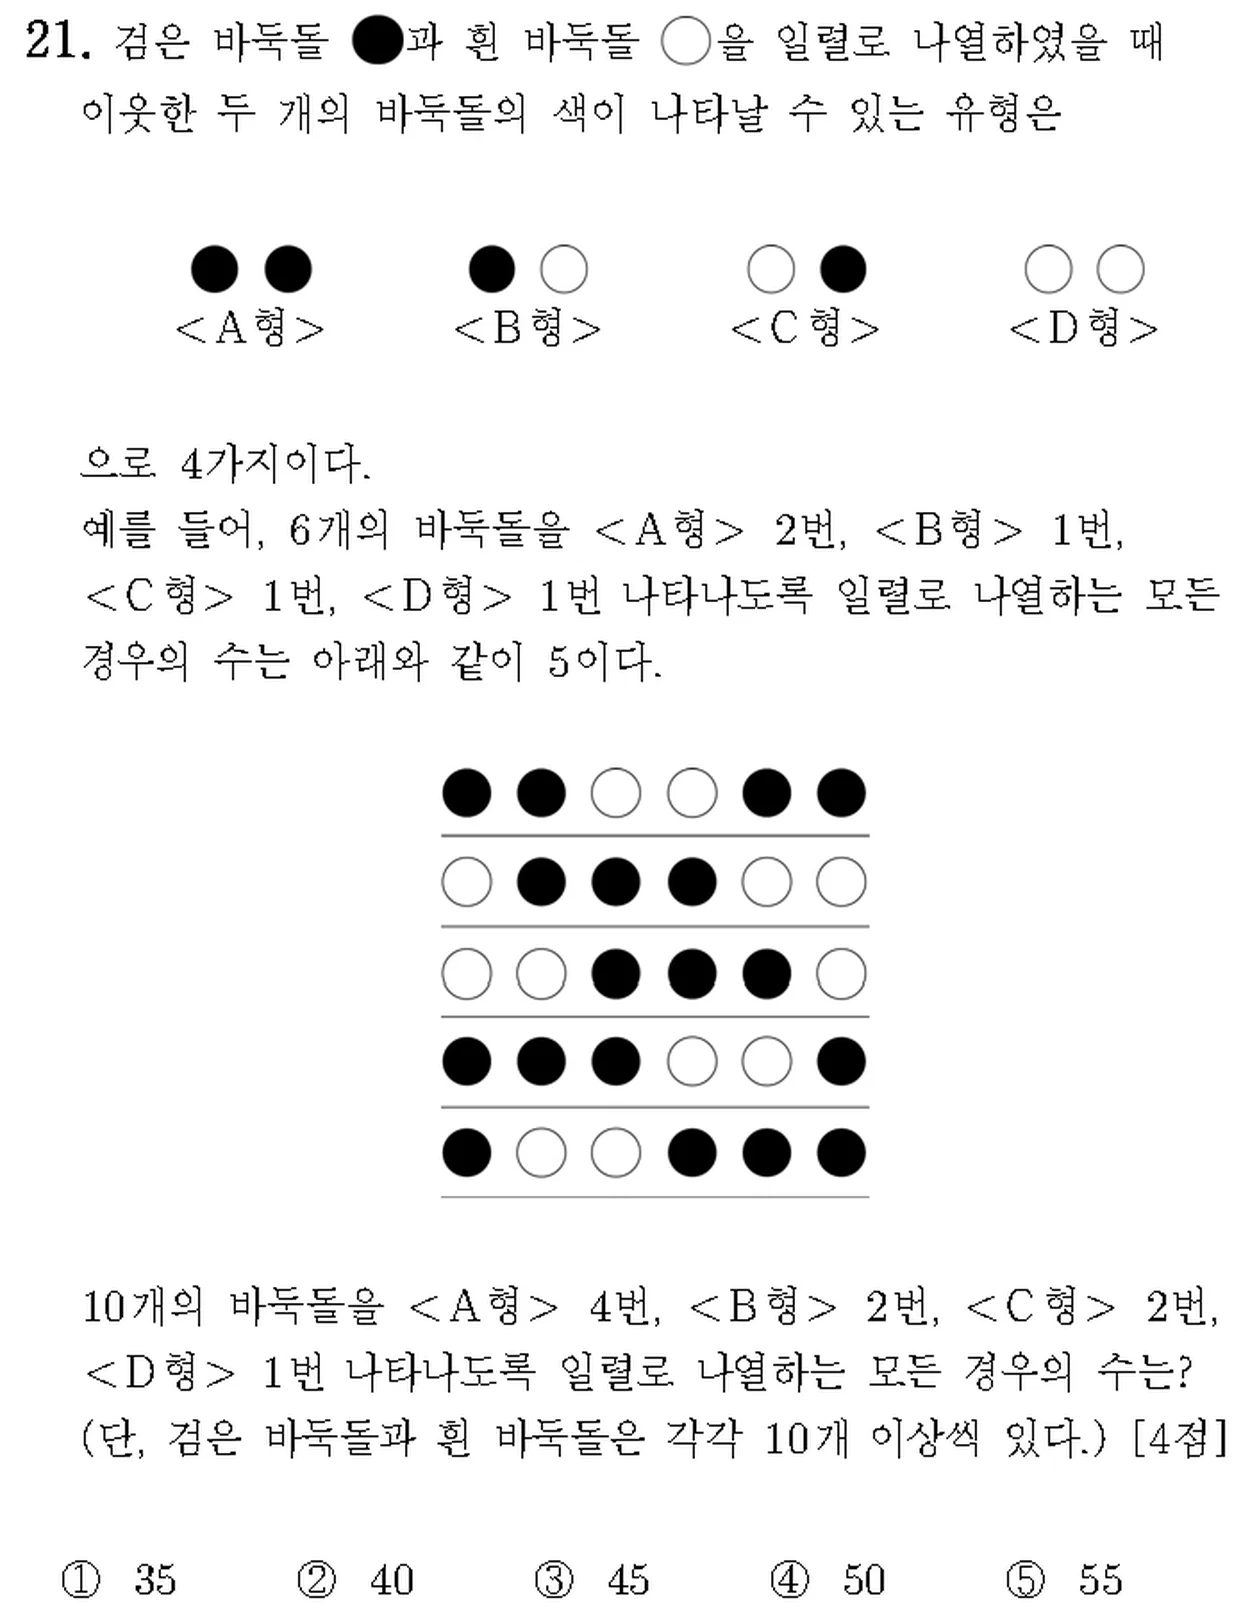 21. 검은 바둑돌 ●과 흰 바둑돌 ○을 일렬로 나열하였을 때
이웃한 두 개의 바둑돌의 색이 나타날 수 있는 유형은
<A형> <B형> <C형> <D형>
으로 4가지이다.
예를 들어, 6개의 바둑돌을 <A형> 2번, <B형> 1번,
<C형> 1번, <D형> 1번 나타나도록 일렬로 나열하는 모든
경우의 수는 아래와 같이 5이다.
10개의 바둑돌을 <A형> 4번, <B형> 2번, <C형> 2번,
<D형> 1번 나타나도록 일렬로 나열하는 모든 경우의 수는?
(단, 검은 바둑돌과 흰 바둑돌은 각각 10개 이상씩 있다.) [4점]
① 35 ② 40 ③ 45 ④ 50 ⑤ 55